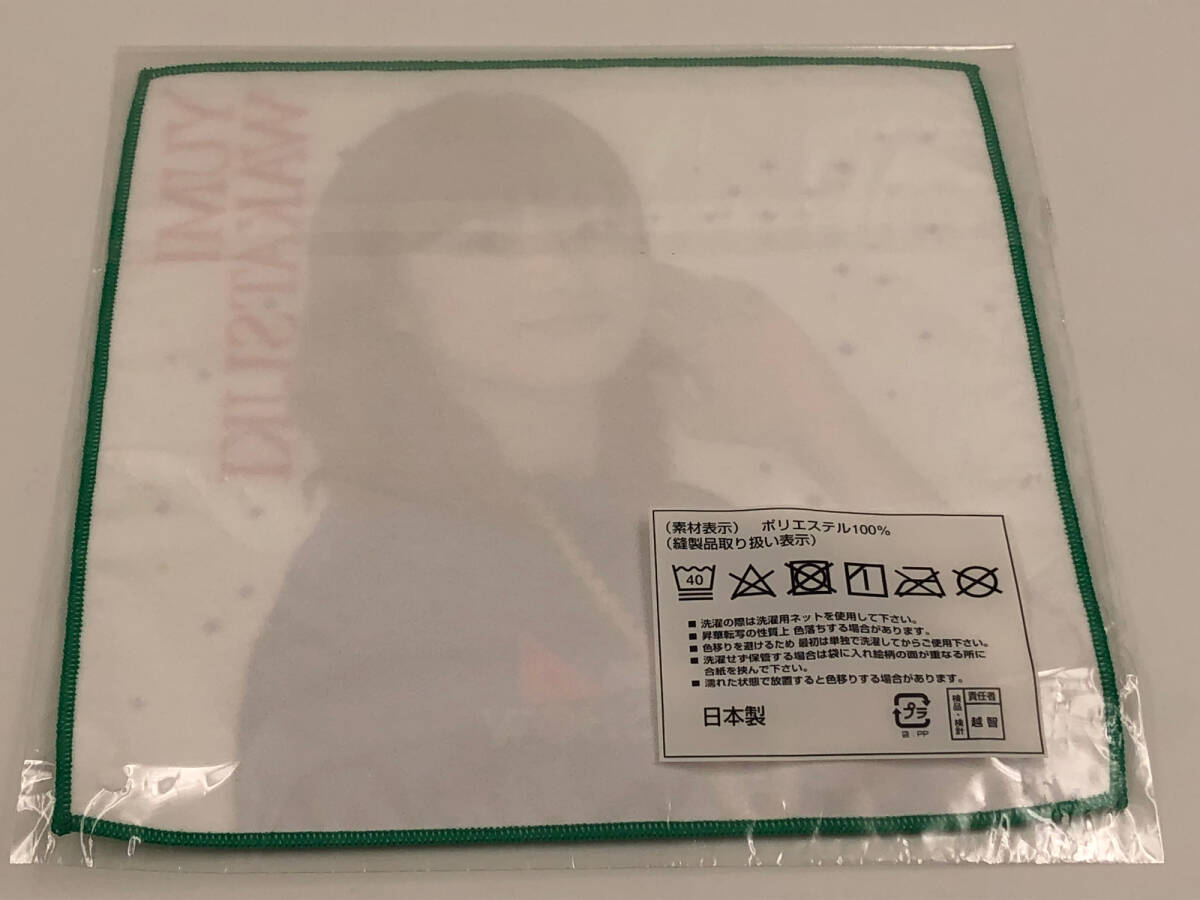 YUMI
WAKATSUKI
（素材表示）　ポリエステル100%
（縫製品取り扱い表示）
40
■ 洗濯の際は洗濯用ネットを使用して下さい。
■ 昇華転写の性質上 色落ちする場合があります。
■ 色移りを避けるため 最初は単独で洗濯してからご使用下さい。
■ 洗濯せず保管する場合は袋に入れ絵柄の面が重なる所に
合紙を挟んで下さい。
■ 濡れた状態で放置すると色移りする場合があります。
日本製
プラ
袋：PP
検品・検針
責任者
越智